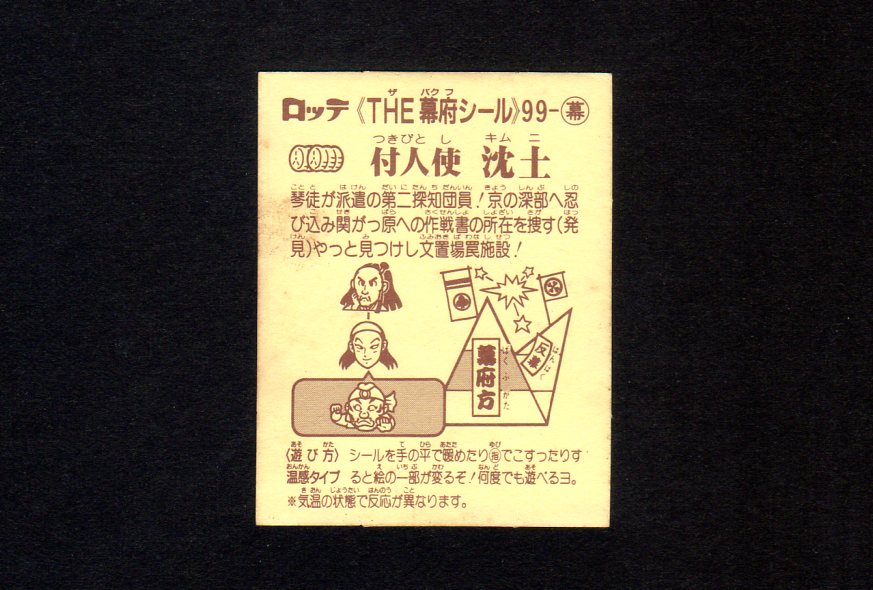 ロッテ《THE幕府シール》99-幕
付人使 沈士
琴徒が派遣の第二探知団員!京の深部へ忍
び込み関がっ原への作戦書の所在を捜す(発
見)やっと見つけし文置場罠施設!
幕府方
反幕
〈遊び方〉 シールを手の平で暖めたり指でこすったりす
温感タイプ ると絵の一部が変るぞ!何度でも遊べるヨ。
※気温の状態で反応が異なります。